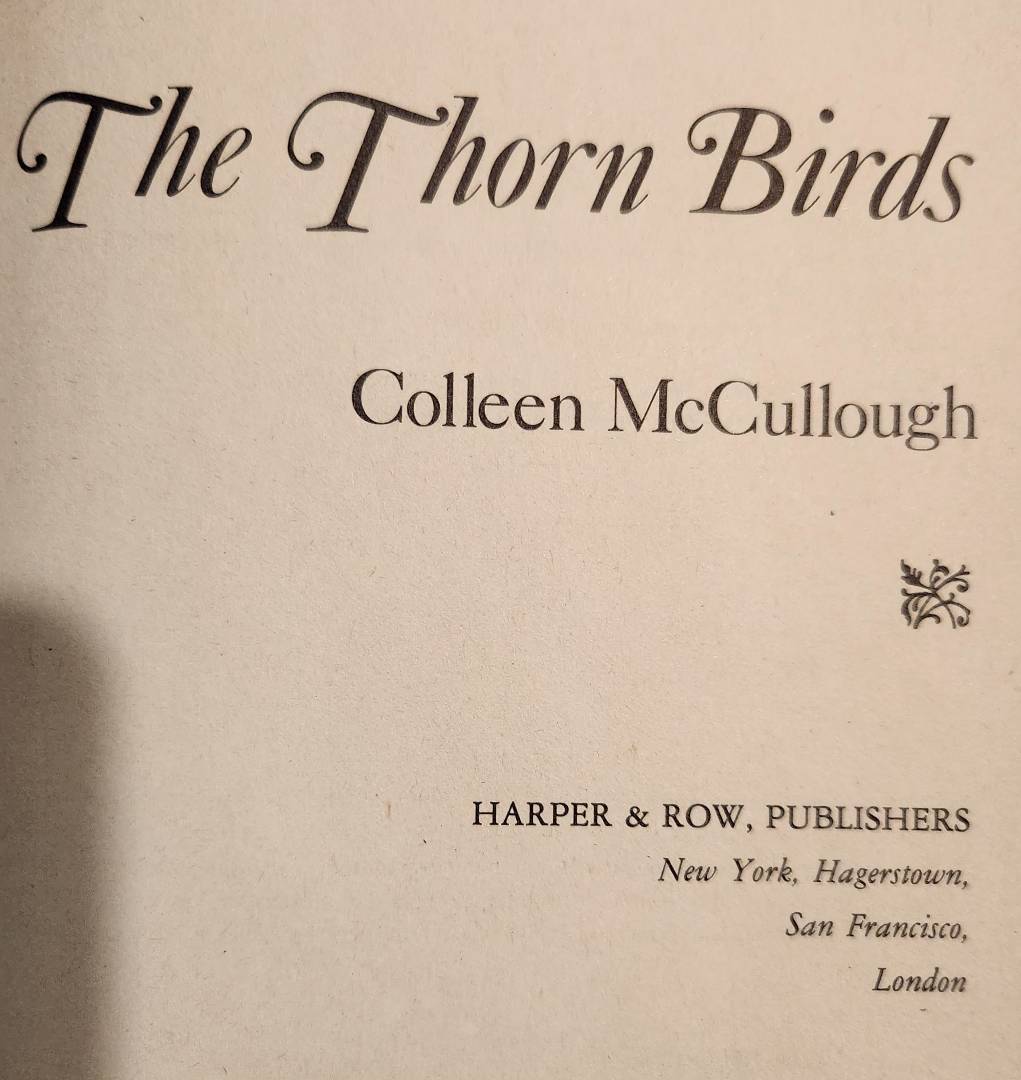 The Thorn Birds
Colleen McCullough
HARPER & ROW, PUBLISHERS
New York, Hagerstown,
San Francisco,
London